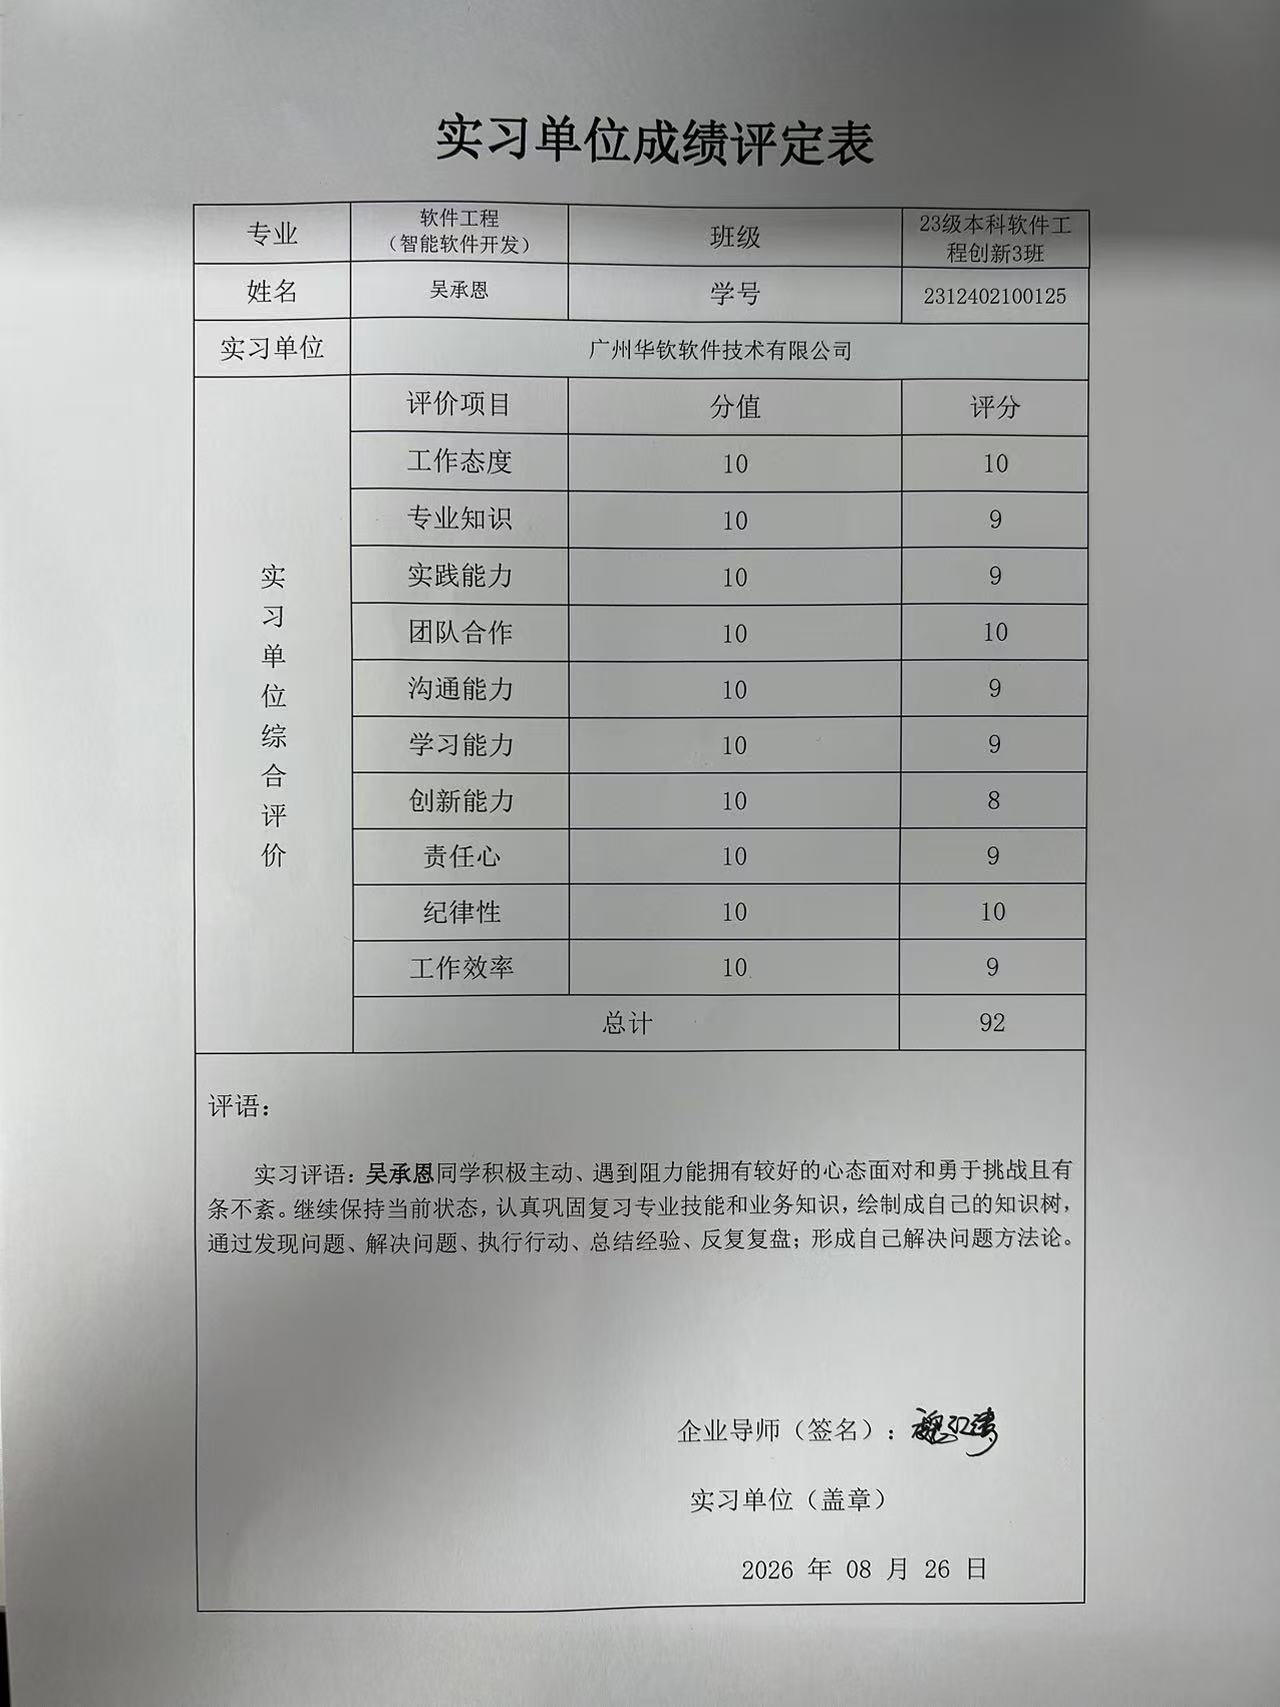 实习单位成绩评定表
专业 软件工程（智能软件开发） 班级 23级本科软件工程创新3班
姓名 吴承恩 学号 2312402100125
实习单位 广州华钦软件技术有限公司
实习单位综合评价
评价项目 分值 评分
工作态度 10 10
专业知识 10 9
实践能力 10 9
团队合作 10 10
沟通能力 10 9
学习能力 10 9
创新能力 10 8
责任心 10 9
纪律性 10 10
工作效率 10 9
总计 92
评语：
实习评语：吴承恩同学积极主动、遇到阻力能拥有较好的心态面对和勇于挑战且有
条不紊。继续保持当前状态，认真巩固复习专业技能和业务知识，绘制成自己的知识树，
通过发现问题、解决问题、执行行动、总结经验、反复复盘；形成自己解决问题方法论。
企业导师（签名）：
实习单位（盖章）
2026 年 08 月 26 日